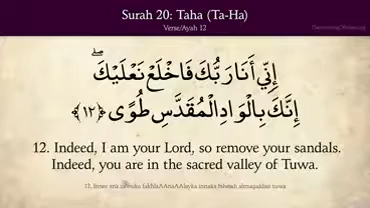 Surah 20: Taha (Ta-Ha)
Verse/Ayah 12
إِنِّي أَنَا رَبُّكَ فَاخْلَعْ نَعْلَيْكَ ۖ
إِنَّكَ بِالْوَادِ الْمُقَدَّسِ طُوًى ﴿١٢﴾
12. Indeed, I am your Lord, so remove your sandals.
Indeed, you are in the sacred valley of Tuwa.